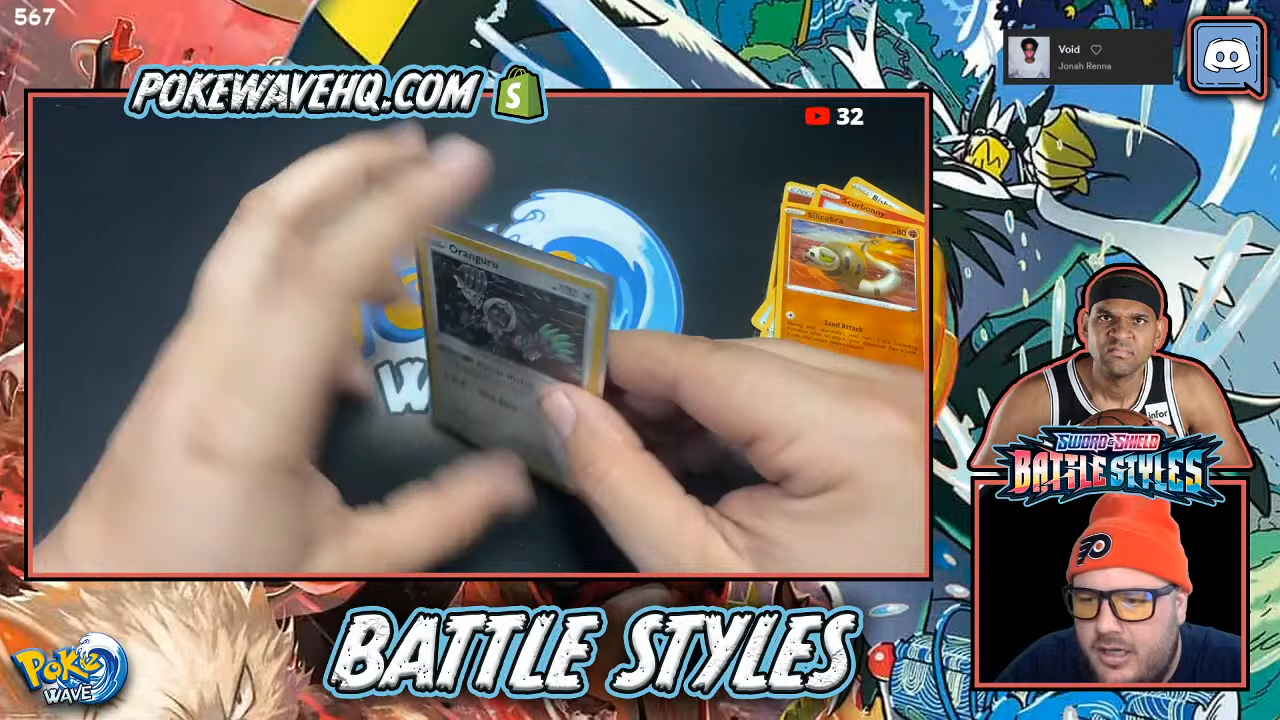 567
POKEWAVEHQ.COM
S
32
Void
Jonah Renna
Oranguru
Scorbunny
Silicobra
80
Sand Attack
W
infor
SWORD & SHIELD
BATTLE STYLES
BATTLE STYLES
POKE
WAVE